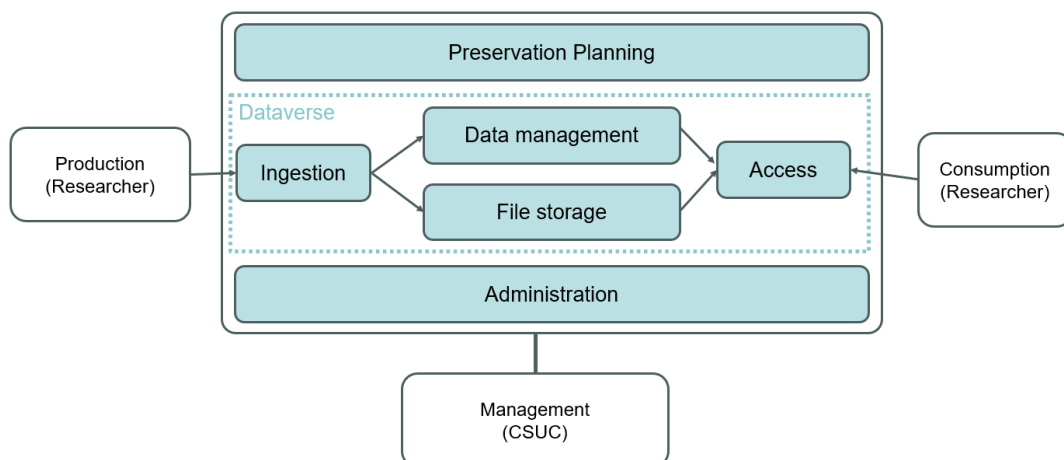 Preservation Planning
Dataverse
Production
(Researcher)
Ingestion
Data management
File storage
Access
Consumption
(Researcher)
Administration
Management
(CSUC)